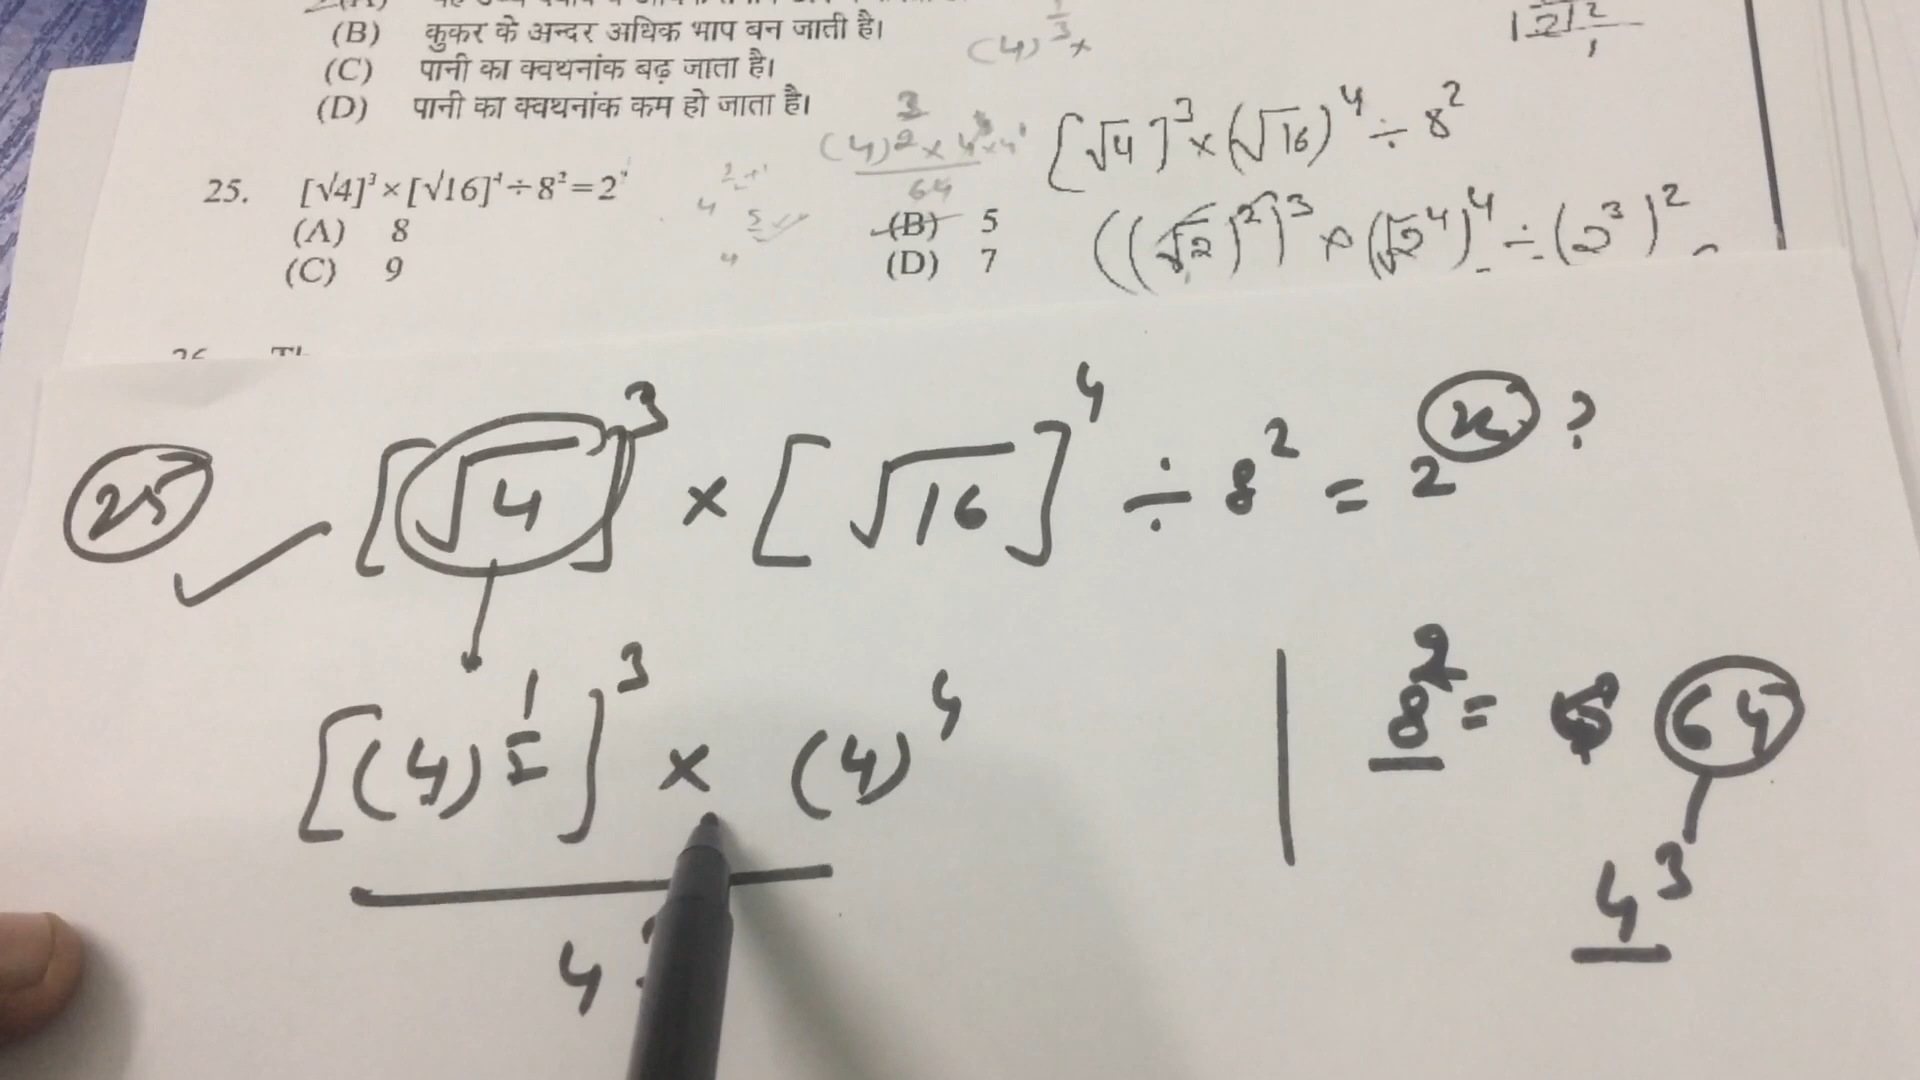 (B) कुकर के अन्दर अधिक भाप बन जाती है।
(C) पानी का क्वथनांक बढ़ जाता है।
(D) पानी का क्वथनांक कम हो जाता है।
(4)^{1/3} ×
[√4]³ × (√16)⁴ ÷ 8²
64
25. [√4]³ × [√16]⁴ ÷ 8² = 2^?
(A) 8
(B) 5
(C) 9
(D) 7
((√2)²)³ × (√2⁴)⁴ ÷ (2³)²
25 [√4]³ × [√16]⁴ ÷ 8² = 2ˣ ?
[(4)^{1/2}]³ × (4)⁴
4
8² = 64
4³